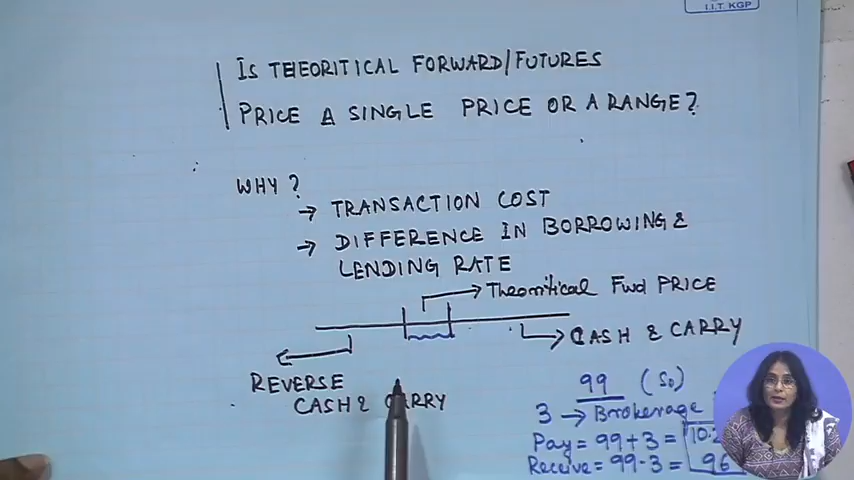 I.I.T. KGP
IS THEORITICAL FORWARD/FUTURES
PRICE A SINGLE PRICE OR A RANGE?
WHY?
→ TRANSACTION COST
→ DIFFERENCE IN BORROWING &
LENDING RATE
Theoritical Fwd PRICE
CASH & CARRY
REVERSE
CASH & CARRY
99 (S0)
3 → Brokerage
Pay = 99+3 =
Receive = 99-3 = 96